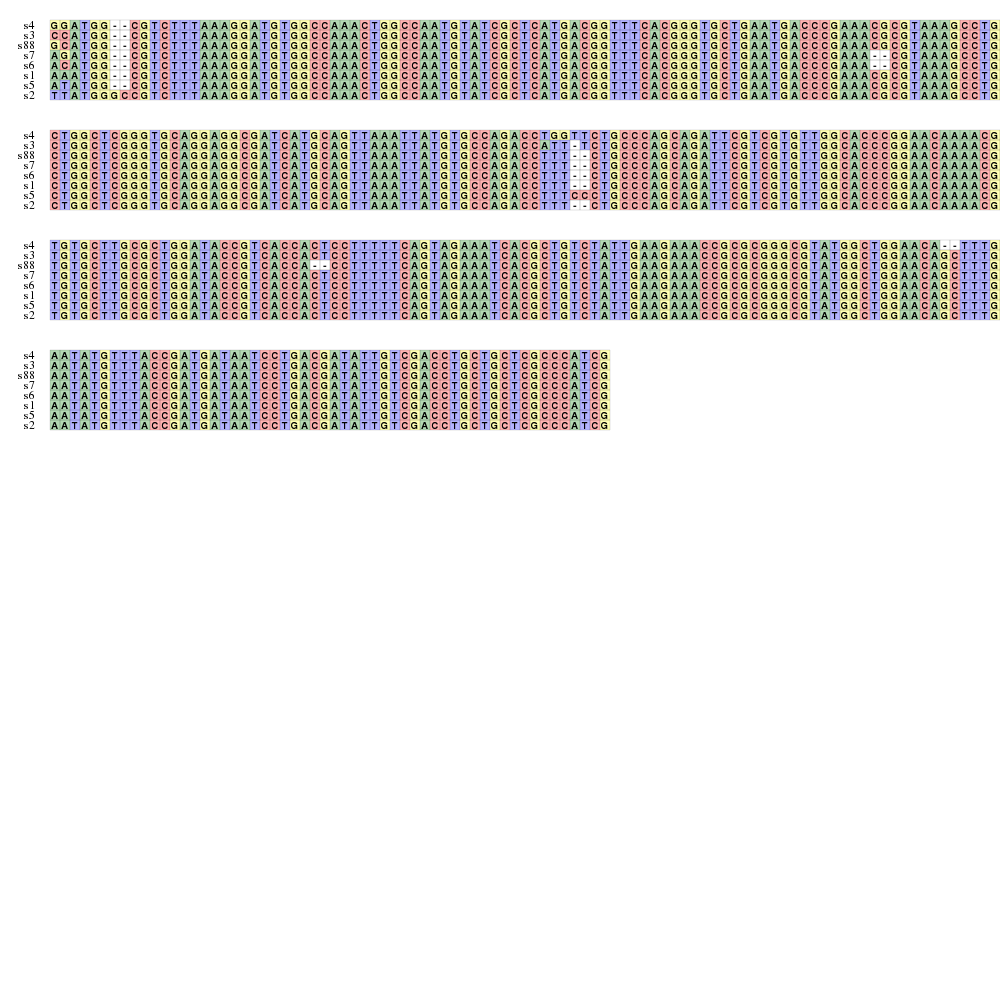 s4 GGATGG--CGTCTTTAAAGGATGTGGCCAAACTGGCCAATGTATCGCTCATGACGGTTTCACGGGTGCTGAATGACCCGAAACGCGTAAAGCCTG
s3 CCATGG--CGTCTTTAAAGGATGTGGCCAAACTGGCCAATGTATCGCTCATGACGGTTTCACGGGTGCTGAATGACCCGAAACGCGTAAAGCCTG
s88 GCATGG--CGTCTTTAAAGGATGTGGCCAAACTGGCCAATGTATCGCTCATGACGGTTTCACGGGTGCTGAATGACCCGAAACGCGTAAAGCCTG
s7 AGATGG--CGTCTTTAAAGGATGTGGCCAAACTGGCCAATGTATCGCTCATGACGGTTTCACGGGTGCTGAATGACCCGAAA--CGTAAAGCCTG
s6 ACATGG--CGTCTTTAAAGGATGTGGCCAAACTGGCCAATGTATCGCTCATGACGGTTTCACGGGTGCTGAATGACCCGAAA--CGTAAAGCCTG
s1 AAATGG--CGTCTTTAAAGGATGTGGCCAAACTGGCCAATGTATCGCTCATGACGGTTTCACGGGTGCTGAATGACCCGAAACGCGTAAAGCCTG
s5 ATATGG--CGTCTTTAAAGGATGTGGCCAAACTGGCCAATGTATCGCTCATGACGGTTTCACGGGTGCTGAATGACCCGAAACGCGTAAAGCCTG
s2 TTATGGGCCGTCTTTAAAGGATGTGGCCAAACTGGCCAATGTATCGCTCATGACGGTTTCACGGGTGCTGAATGACCCGAAACGCGTAAAGCCTG
s4 CTGGCTCGGGTGCAGGAGGCGATCATGCAGTTAAATTATGTGCCAGACCTGGTTCTGCCCAGCAGATTCGTCGTGTTGGCACCCGGAACAAAACG
s3 CTGGCTCGGGTGCAGGAGGCGATCATGCAGTTAAATTATGTGCCAGACCATT-TCTGCCCAGCAGATTCGTCGTGTTGGCACCCGGAACAAAACG
s88 CTGGCTCGGGTGCAGGAGGCGATCATGCAGTTAAATTATGTGCCAGACCTTT--CTGCCCAGCAGATTCGTCGTGTTGGCACCCGGAACAAAACG
s7 CTGGCTCGGGTGCAGGAGGCGATCATGCAGTTAAATTATGTGCCAGACCTTT--CTGCCCAGCAGATTCGTCGTGTTGGCACCCGGAACAAAACG
s6 CTGGCTCGGGTGCAGGAGGCGATCATGCAGTTAAATTATGTGCCAGACCTTT--CTGCCCAGCAGATTCGTCGTGTTGGCACCCGGAACAAAACG
s1 CTGGCTCGGGTGCAGGAGGCGATCATGCAGTTAAATTATGTGCCAGACCTTT--CTGCCCAGCAGATTCGTCGTGTTGGCACCCGGAACAAAACG
s5 CTGGCTCGGGTGCAGGAGGCGATCATGCAGTTAAATTATGTGCCAGACCTTTCCCTGCCCAGCAGATTCGTCGTGTTGGCACCCGGAACAAAACG
s2 CTGGCTCGGGTGCAGGAGGCGATCATGCAGTTAAATTATGTGCCAGACCTTT--CTGCCCAGCAGATTCGTCGTGTTGGCACCCGGAACAAAACG
s4 TGTGCTTGCGCTGGATACCGTCACCACTCCTTTTTCAGTAGAAATCACGCTGTCTATTGAAGAAACCGCGCGGGCGTATGGCTGGAACA--TTTG
s3 TGTGCTTGCGCTGGATACCGTCACCACTCCTTTTTCAGTAGAAATCACGCTGTCTATTGAAGAAACCGCGCGGGCGTATGGCTGGAACAGCTTTG
s88 TGTGCTTGCGCTGGATACCGTCACCA--CCTTTTTCAGTAGAAATCACGCTGTCTATTGAAGAAACCGCGCGGGCGTATGGCTGGAACAGCTTTG
s7 TGTGCTTGCGCTGGATACCGTCACCACTCCTTTTTCAGTAGAAATCACGCTGTCTATTGAAGAAACCGCGCGGGCGTATGGCTGGAACAGCTTTG
s6 TGTGCTTGCGCTGGATACCGTCACCACTCCTTTTTCAGTAGAAATCACGCTGTCTATTGAAGAAACCGCGCGGGCGTATGGCTGGAACAGCTTTG
s1 TGTGCTTGCGCTGGATACCGTCACCACTCCTTTTTCAGTAGAAATCACGCTGTCTATTGAAGAAACCGCGCGGGCGTATGGCTGGAACAGCTTTG
s5 TGTGCTTGCGCTGGATACCGTCACCACTCCTTTTTCAGTAGAAATCACGCTGTCTATTGAAGAAACCGCGCGGGCGTATGGCTGGAACAGCTTTG
s2 TGTGCTTGCGCTGGATACCGTCACCACTCCTTTTTCAGTAGAAATCACGCTGTCTATTGAAGAAACCGCGCGGGCGTATGGCTGGAACAGCTTTG
s4 AATATGTTTACCGATGATAATCCTGACGATATTGTCGACCTGCTGCTCGCCCATCG
s3 AATATGTTTACCGATGATAATCCTGACGATATTGTCGACCTGCTGCTCGCCCATCG
s88 AATATGTTTACCGATGATAATCCTGACGATATTGTCGACCTGCTGCTCGCCCATCG
s7 AATATGTTTACCGATGATAATCCTGACGATATTGTCGACCTGCTGCTCGCCCATCG
s6 AATATGTTTACCGATGATAATCCTGACGATATTGTCGACCTGCTGCTCGCCCATCG
s1 AATATGTTTACCGATGATAATCCTGACGATATTGTCGACCTGCTGCTCGCCCATCG
s5 AATATGTTTACCGATGATAATCCTGACGATATTGTCGACCTGCTGCTCGCCCATCG
s2 AATATGTTTACCGATGATAATCCTGACGATATTGTCGACCTGCTGCTCGCCCATCG